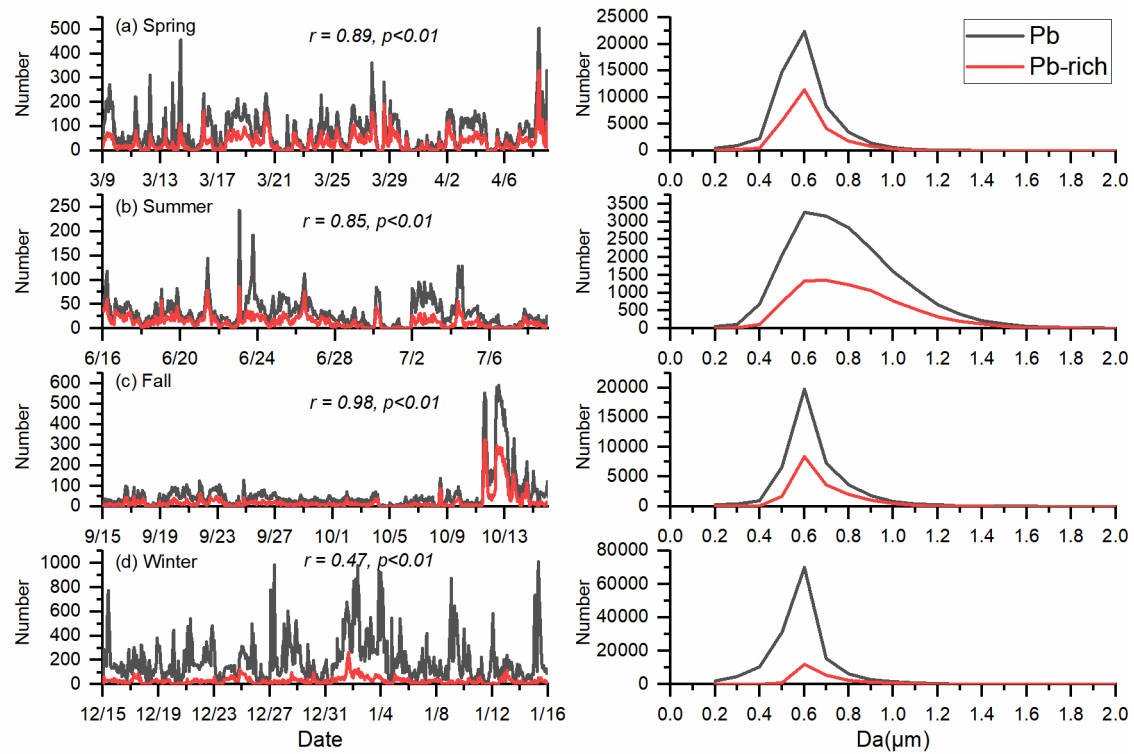 (a) Spring
r = 0.89, p<0.01
Number
500
400
300
200
100
0
3/9 3/13 3/17 3/21 3/25 3/29 4/2 4/6
Number
25000
20000
15000
10000
5000
0
0.0 0.2 0.4 0.6 0.8 1.0 1.2 1.4 1.6 1.8 2.0
Pb
Pb-rich
(b) Summer
r = 0.85, p<0.01
Number
250
200
150
100
50
0
6/16 6/20 6/24 6/28 7/2 7/6
Number
3500
3000
2500
2000
1500
1000
500
0
0.0 0.2 0.4 0.6 0.8 1.0 1.2 1.4 1.6 1.8 2.0
(c) Fall
r = 0.98, p<0.01
Number
600
500
400
300
200
100
0
9/15 9/19 9/23 9/27 10/1 10/5 10/9 10/13
Number
20000
15000
10000
5000
0
0.0 0.2 0.4 0.6 0.8 1.0 1.2 1.4 1.6 1.8 2.0
(d) Winter
r = 0.47, p<0.01
Number
1000
800
600
400
200
0
12/15 12/19 12/23 12/27 12/31 1/4 1/8 1/12 1/16
Date
Number
80000
60000
40000
20000
0
0.0 0.2 0.4 0.6 0.8 1.0 1.2 1.4 1.6 1.8 2.0
Da(μm)